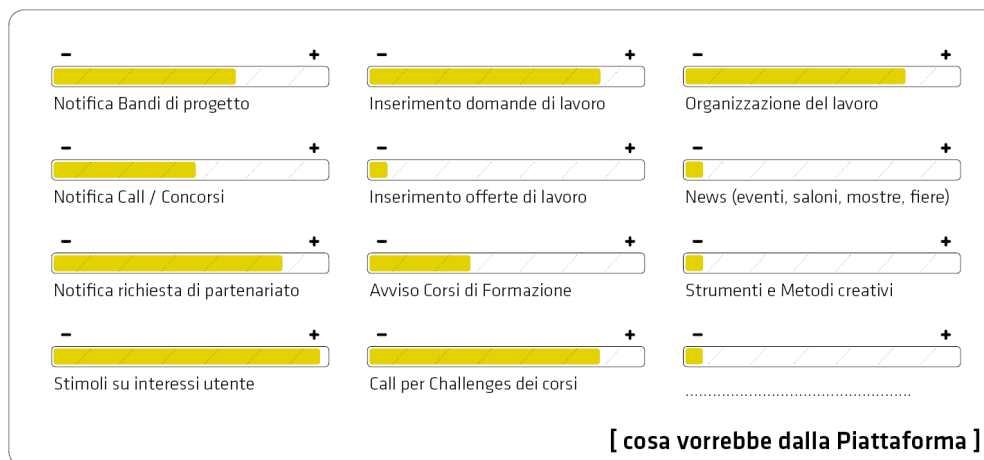 - +
- +
- +
Notifica Bandi di progetto
Inserimento domande di lavoro
Organizzazione del lavoro
- +
- +
- +
Notifica Call / Concorsi
Inserimento offerte di lavoro
News (eventi, saloni, mostre, fiere)
- +
- +
- +
Notifica richiesta di partenariato
Avviso Corsi di Formazione
Strumenti e Metodi creativi
- +
- +
- +
Stimoli su interessi utente
Call per Challenges dei corsi
..................................................
[ cosa vorrebbe dalla Piattaforma ]